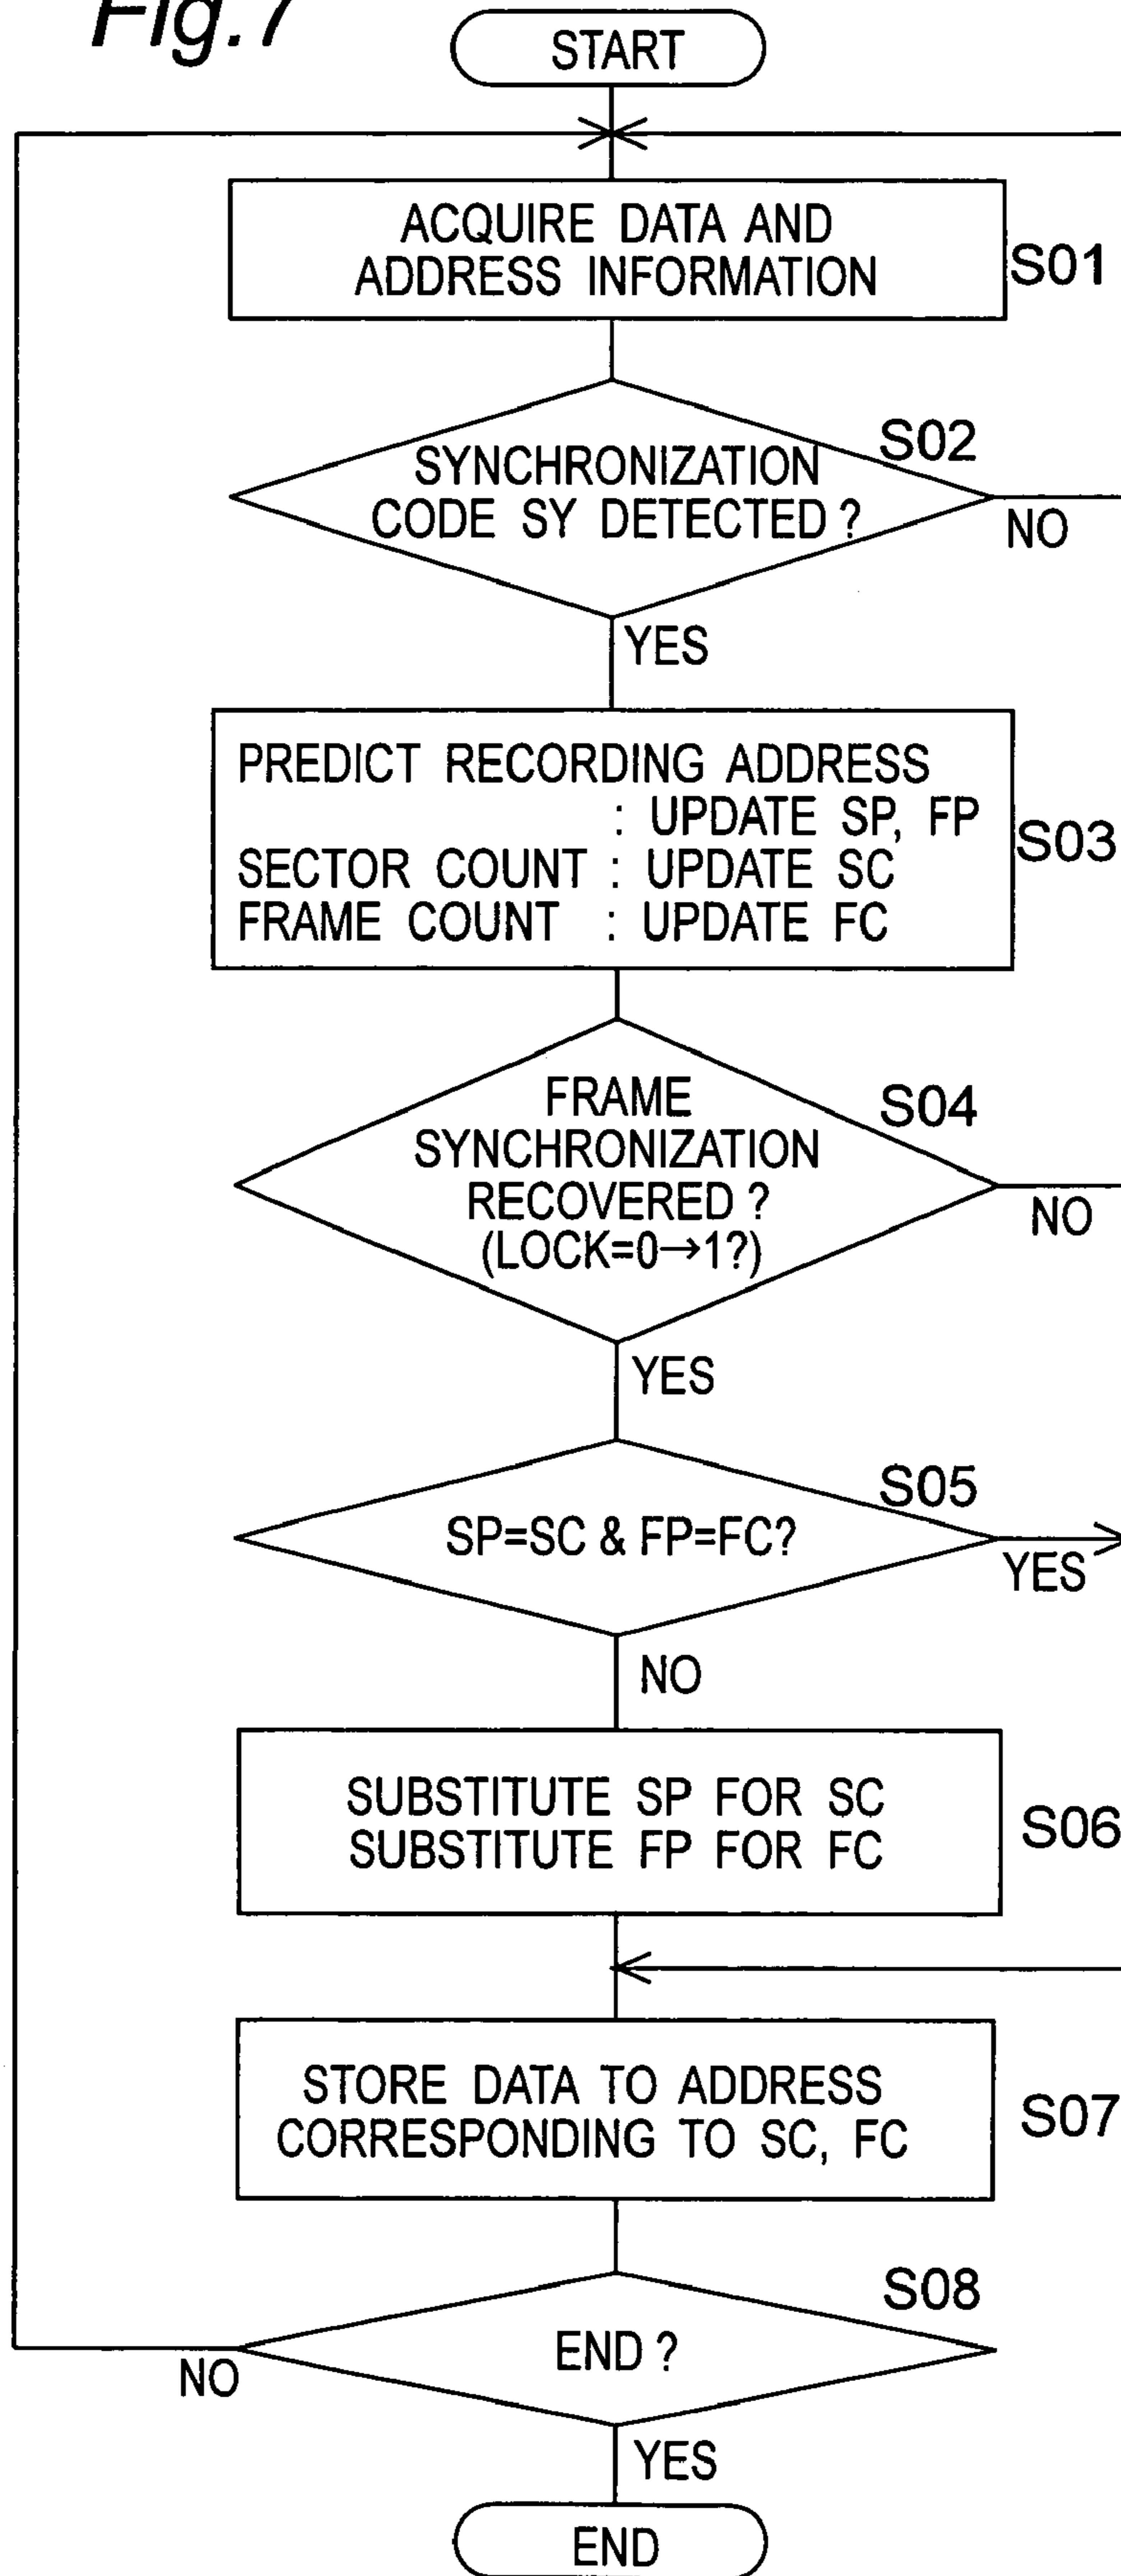 Fig.7
START
ACQUIRE DATA AND
ADDRESS INFORMATION
S01
S02
SYNCHRONIZATION
CODE SY DETECTED ?
NO
YES
PREDICT RECORDING ADDRESS
: UPDATE SP, FP
SECTOR COUNT : UPDATE SC
FRAME COUNT : UPDATE FC
S03
FRAME
SYNCHRONIZATION
RECOVERED ?
(LOCK=0→1?)
S04
NO
YES
S05
SP=SC & FP=FC?
YES
NO
SUBSTITUTE SP FOR SC
SUBSTITUTE FP FOR FC
S06
STORE DATA TO ADDRESS
CORRESPONDING TO SC, FC
S07
S08
END ?
NO
YES
END